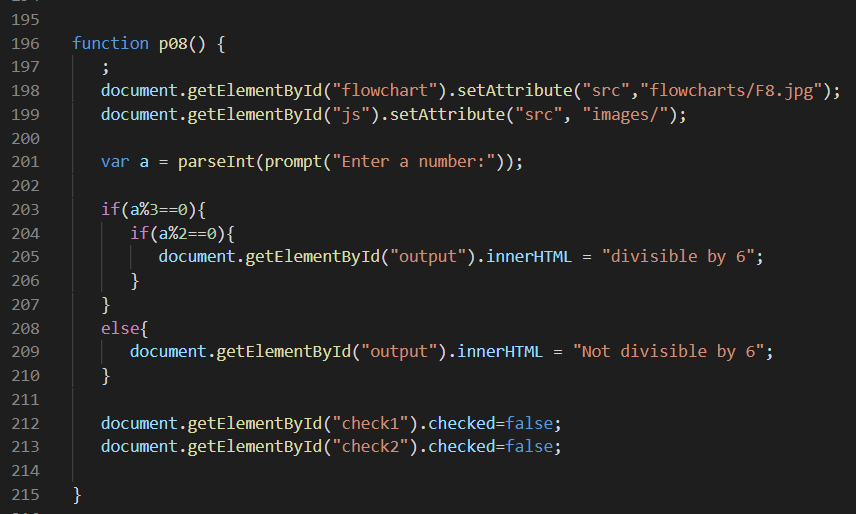 195
196 function p08() {
197 ;
198 document.getElementById("flowchart").setAttribute("src","flowcharts/F8.jpg");
199 document.getElementById("js").setAttribute("src", "images/");
200
201 var a = parseInt(prompt("Enter a number:"));
202
203 if(a%3==0){
204 if(a%2==0){
205 document.getElementById("output").innerHTML = "divisible by 6";
206 }
207 }
208 else{
209 document.getElementById("output").innerHTML = "Not divisible by 6";
210 }
211
212 document.getElementById("check1").checked=false;
213 document.getElementById("check2").checked=false;
214
215 }